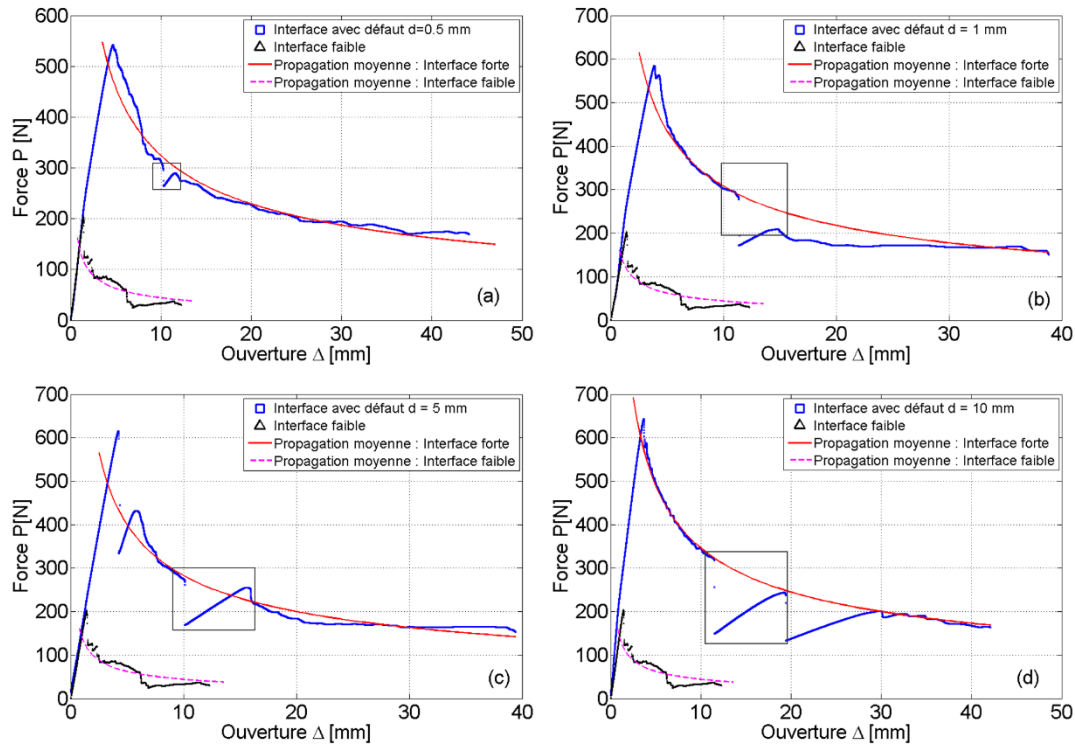 Force P [N]
600
500
400
300
200
100
0
0
10
20
30
40
50
Ouverture Δ [mm]
Interface avec défaut d=0.5 mm
Interface faible
Propagation moyenne : Interface forte
Propagation moyenne : Interface faible
(a)
Force P [N]
700
600
500
400
300
200
100
0
0
10
20
30
40
Ouverture Δ [mm]
Interface avec défaut d = 1 mm
Interface faible
Propagation moyenne : Interface forte
Propagation moyenne : Interface faible
(b)
Force P[N]
700
600
500
400
300
200
100
0
0
10
20
30
40
Ouverture Δ [mm]
Interface avec défaut d = 5 mm
Interface faible
Propagation moyenne : Interface forte
Propagation moyenne : Interface faible
(c)
Force P[N]
700
600
500
400
300
200
100
0
0
10
20
30
40
50
Ouverture Δ [mm]
Interface avec défaut d = 10 mm
Interface faible
Propagation moyenne : Interface forte
Propagation moyenne : Interface faible
(d)